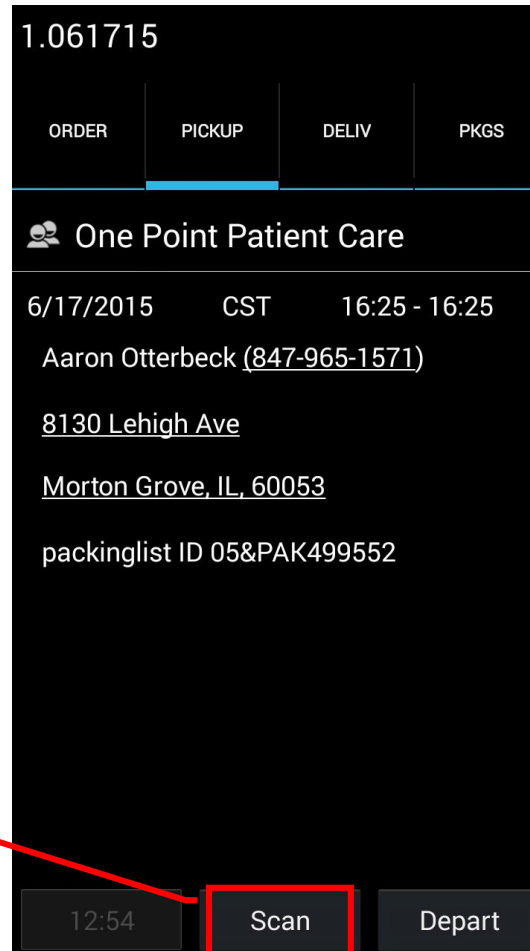 1.061715
ORDER PICKUP DELIV PKGS
One Point Patient Care
6/17/2015 CST 16:25 - 16:25
Aaron Otterbeck (847-965-1571)
8130 Lehigh Ave
Morton Grove, IL, 60053
packinglist ID 05&PAK499552
12:54 Scan Depart